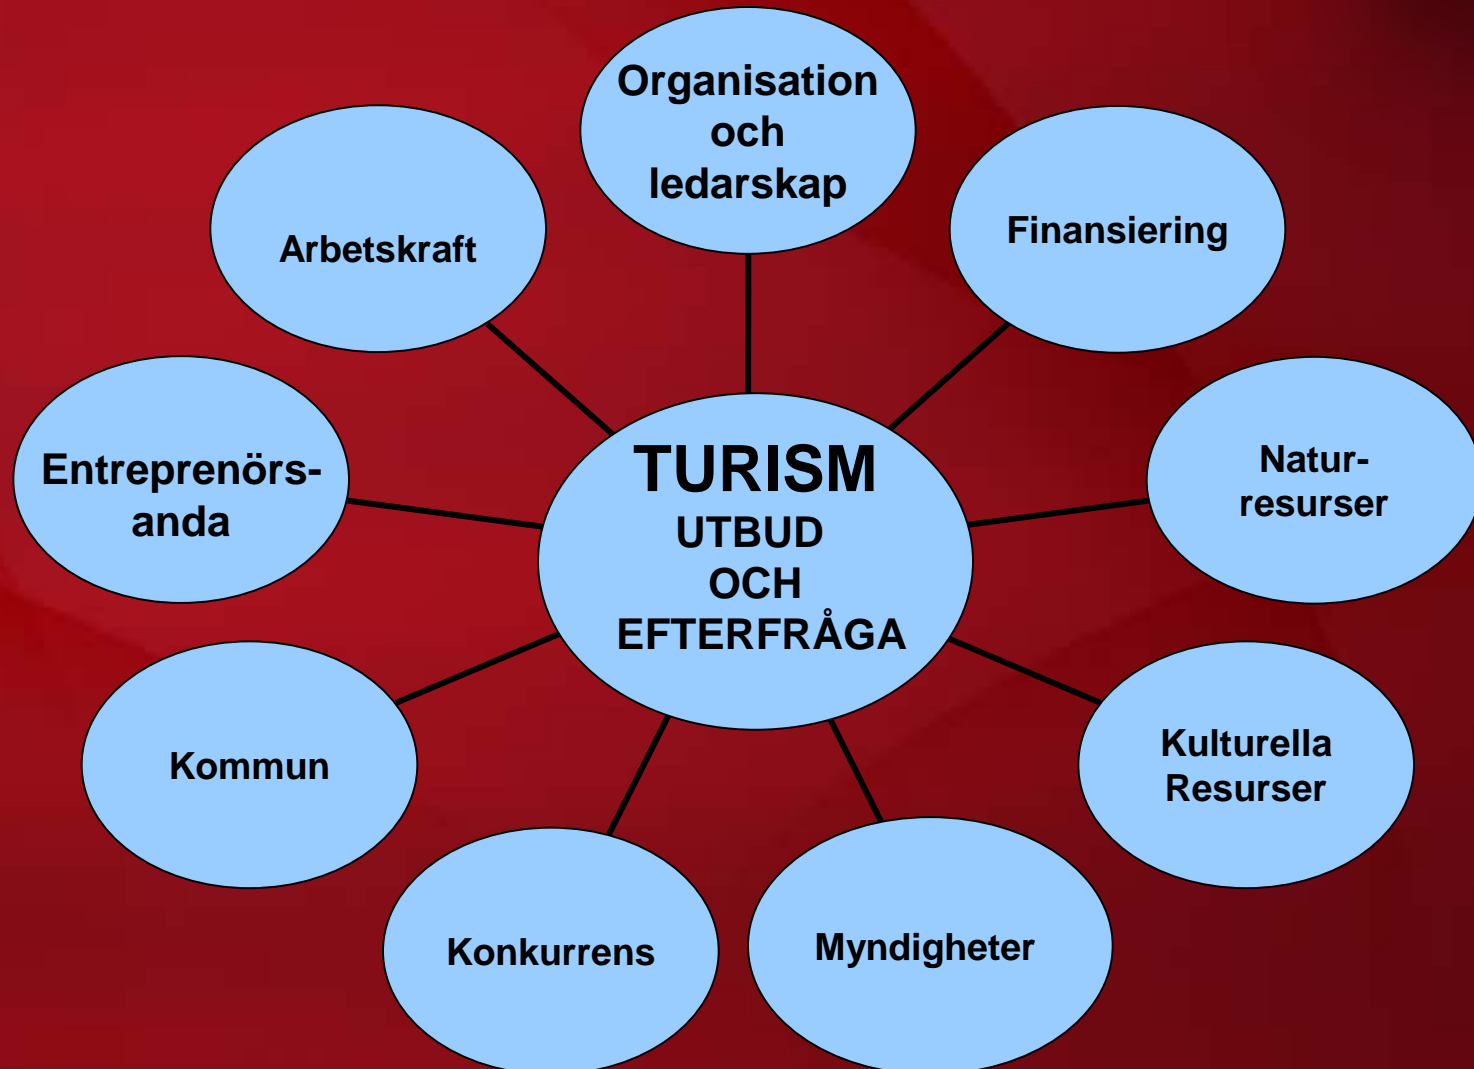 Organisation
och
ledarskap
Arbetskraft
Finansiering
Entreprenörs-
anda
TURISM
UTBUD
OCH
EFTERFRÅGA
Natur-
resurser
Kommun
Kulturella
Resurser
Konkurrens
Myndigheter